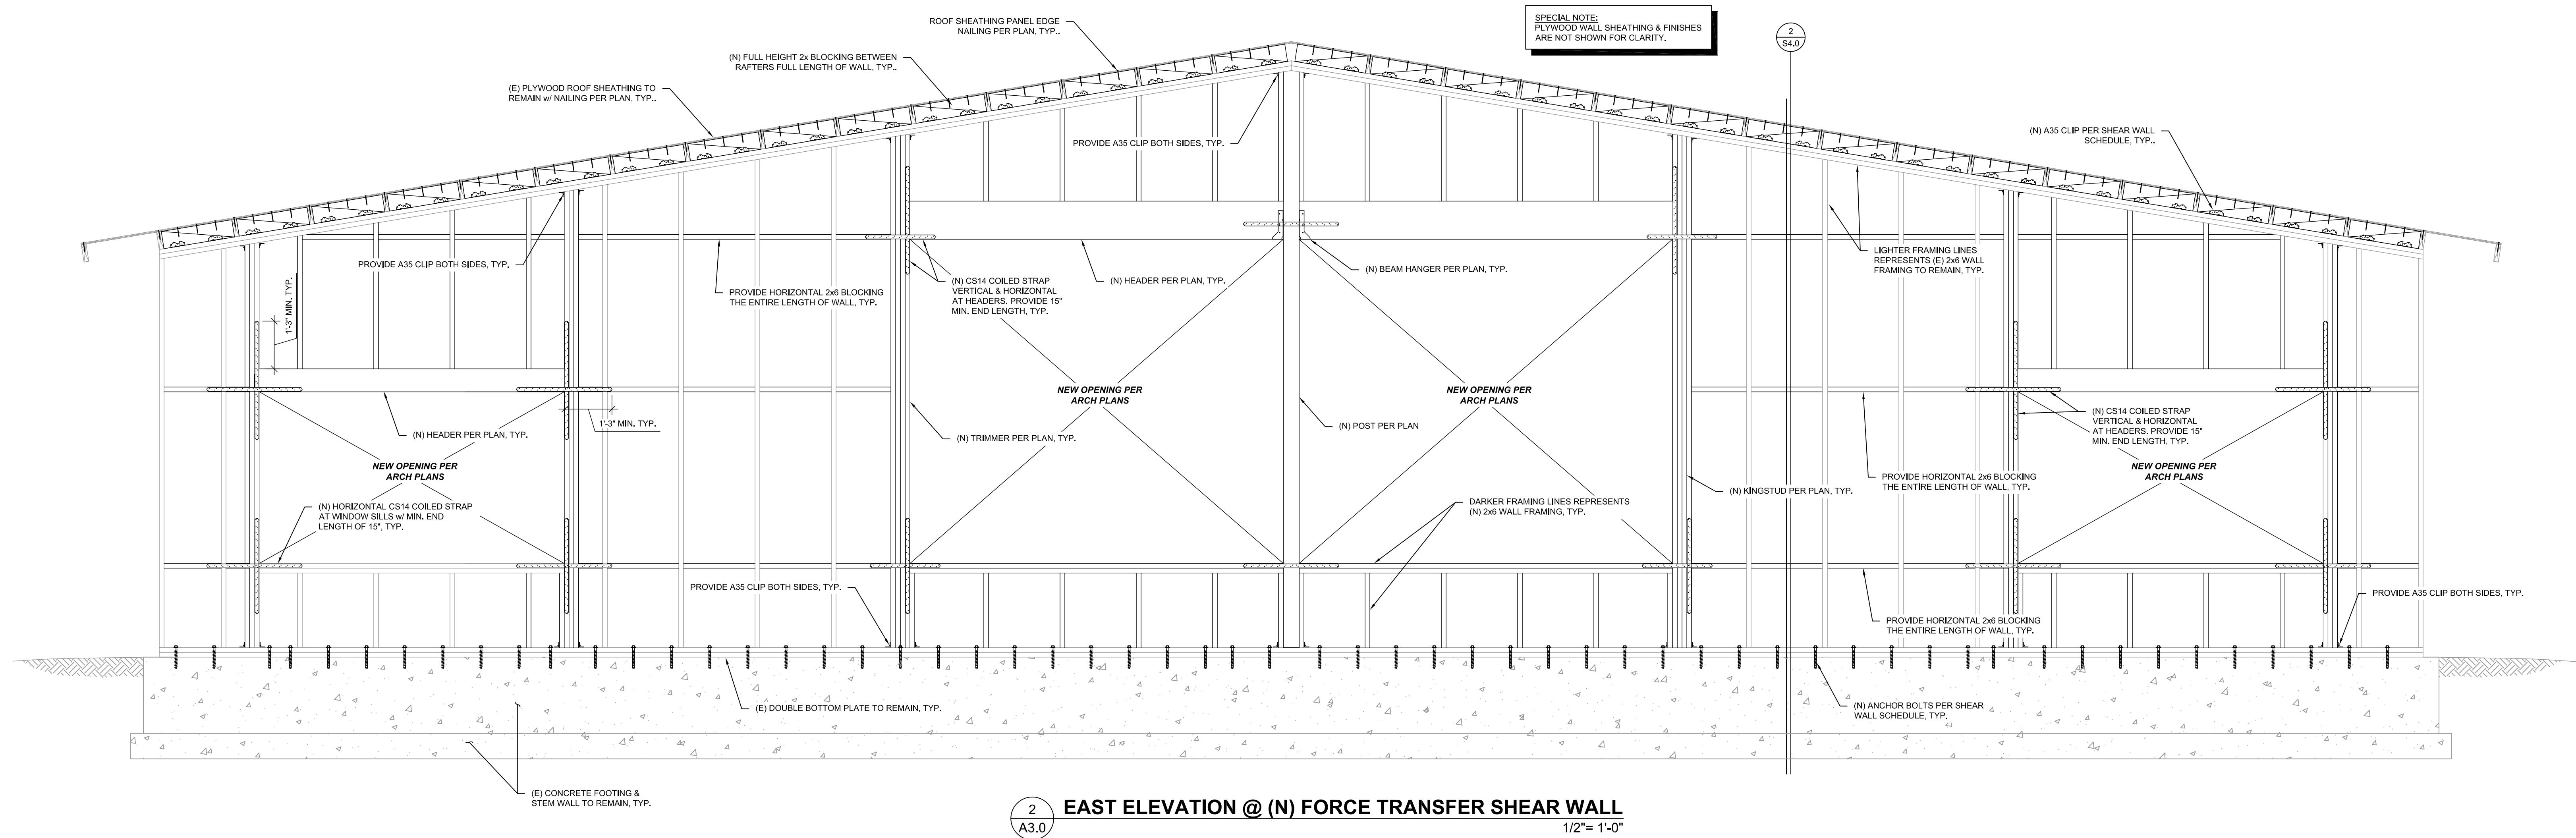 SPECIAL NOTE:
PLYWOOD WALL SHEATHING & FINISHES
ARE NOT SHOWN FOR CLARITY.
2
S4.0
ROOF SHEATHING PANEL EDGE
NAILING PER PLAN, TYP..
(N) FULL HEIGHT 2x BLOCKING BETWEEN
RAFTERS FULL LENGTH OF WALL, TYP..
(E) PLYWOOD ROOF SHEATHING TO
REMAIN w/ NAILING PER PLAN, TYP..
PROVIDE A35 CLIP BOTH SIDES, TYP.
(N) A35 CLIP PER SHEAR WALL
SCHEDULE, TYP..
PROVIDE A35 CLIP BOTH SIDES, TYP.
1'-3" MIN. TYP.
PROVIDE HORIZONTAL 2x6 BLOCKING
THE ENTIRE LENGTH OF WALL, TYP.
(N) CS14 COILED STRAP
VERTICAL & HORIZONTAL
AT HEADERS. PROVIDE 15"
MIN. END LENGTH, TYP.
(N) HEADER PER PLAN, TYP.
(N) BEAM HANGER PER PLAN, TYP.
LIGHTER FRAMING LINES
REPRESENTS (E) 2x6 WALL
FRAMING TO REMAIN, TYP.
NEW OPENING PER
ARCH PLANS
NEW OPENING PER
ARCH PLANS
1'-3" MIN. TYP.
(N) HEADER PER PLAN, TYP.
(N) TRIMMER PER PLAN, TYP.
(N) POST PER PLAN
(N) CS14 COILED STRAP
VERTICAL & HORIZONTAL
AT HEADERS. PROVIDE 15"
MIN. END LENGTH, TYP.
NEW OPENING PER
ARCH PLANS
NEW OPENING PER
ARCH PLANS
(N) HORIZONTAL CS14 COILED STRAP
AT WINDOW SILLS w/ MIN. END
LENGTH OF 15", TYP.
DARKER FRAMING LINES REPRESENTS
(N) 2x6 WALL FRAMING, TYP.
(N) KINGSTUD PER PLAN, TYP.
PROVIDE HORIZONTAL 2x6 BLOCKING
THE ENTIRE LENGTH OF WALL, TYP.
PROVIDE A35 CLIP BOTH SIDES, TYP.
PROVIDE A35 CLIP BOTH SIDES, TYP.
PROVIDE HORIZONTAL 2x6 BLOCKING
THE ENTIRE LENGTH OF WALL, TYP.
(E) DOUBLE BOTTOM PLATE TO REMAIN, TYP.
(N) ANCHOR BOLTS PER SHEAR
WALL SCHEDULE, TYP.
(E) CONCRETE FOOTING &
STEM WALL TO REMAIN, TYP.
2
A3.0
EAST ELEVATION @ (N) FORCE TRANSFER SHEAR WALL
1/2"= 1'-0"